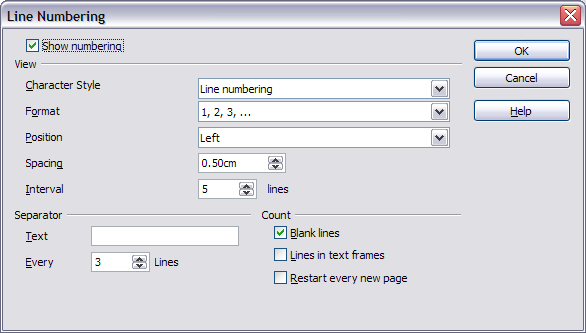 Line Numbering
Show numbering
OK
View
Cancel
Character Style
Line numbering
Format
1, 2, 3, ...
Help
Position
Left
Spacing
0.50cm
Interval
5
lines
Separator
Count
Text
Blank lines
Lines in text frames
Every
3
Lines
Restart every new page